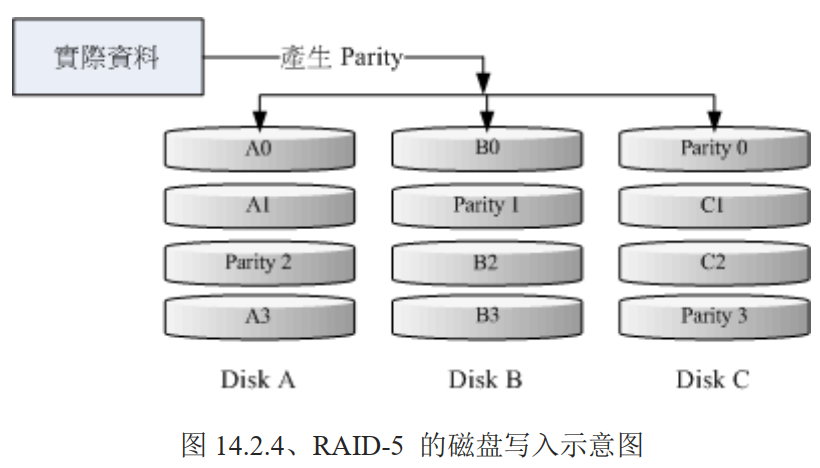 實際資料
產生 Parity
A0 B0 Parity 0
A1 Parity 1 C1
Parity 2 B2 C2
A3 B3 Parity 3
Disk A Disk B Disk C
图 14.2.4、RAID-5 的磁盘写入示意图